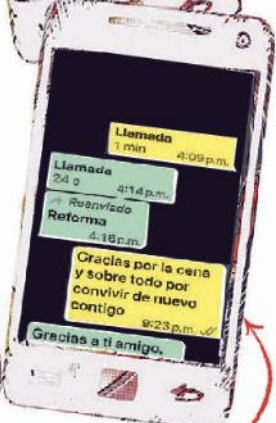 Llamada
1 min 4:09 p.m.
Llamada
24 s 4:14 p.m.
Reenviado
Reforma
4:16 p.m.
Gracias por la cena
y sobre todo por
convivir de nuevo
contigo
9:23 p.m.
Gracias a ti amigo,